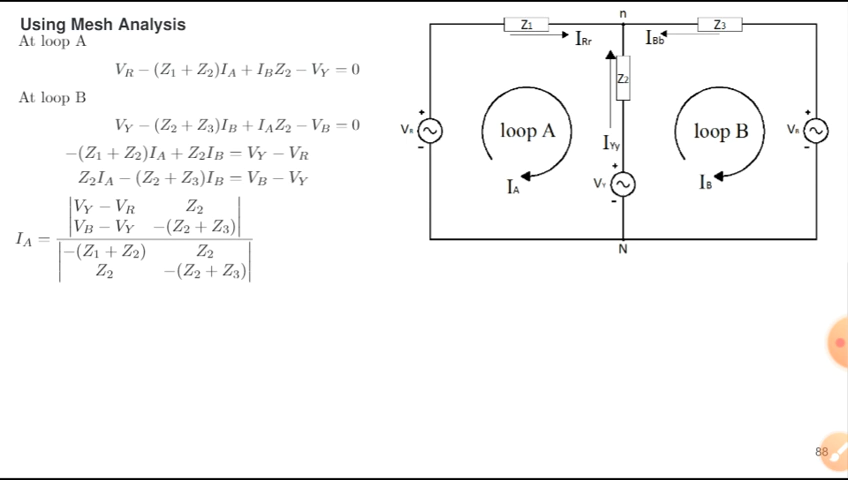 Using Mesh Analysis
At loop A
V_R − (Z_1 + Z_2)I_A + I_B Z_2 − V_Y = 0
At loop B
V_Y − (Z_2 + Z_3)I_B + I_A Z_2 − V_B = 0
−(Z_1 + Z_2)I_A + Z_2 I_B = V_Y − V_R
Z_2 I_A − (Z_2 + Z_3)I_B = V_B − V_Y
I_A =
V_Y − V_R Z_2
V_B − V_Y −(Z_2 + Z_3)
−(Z_1 + Z_2) Z_2
Z_2 −(Z_2 + Z_3)
n
Z1
Z3
I_Rr
I_Bb
Z2
+
V_R
-
loop A
I_A
I_Yy
+
V_Y
-
loop B
I_B
+
V_R
-
N
88